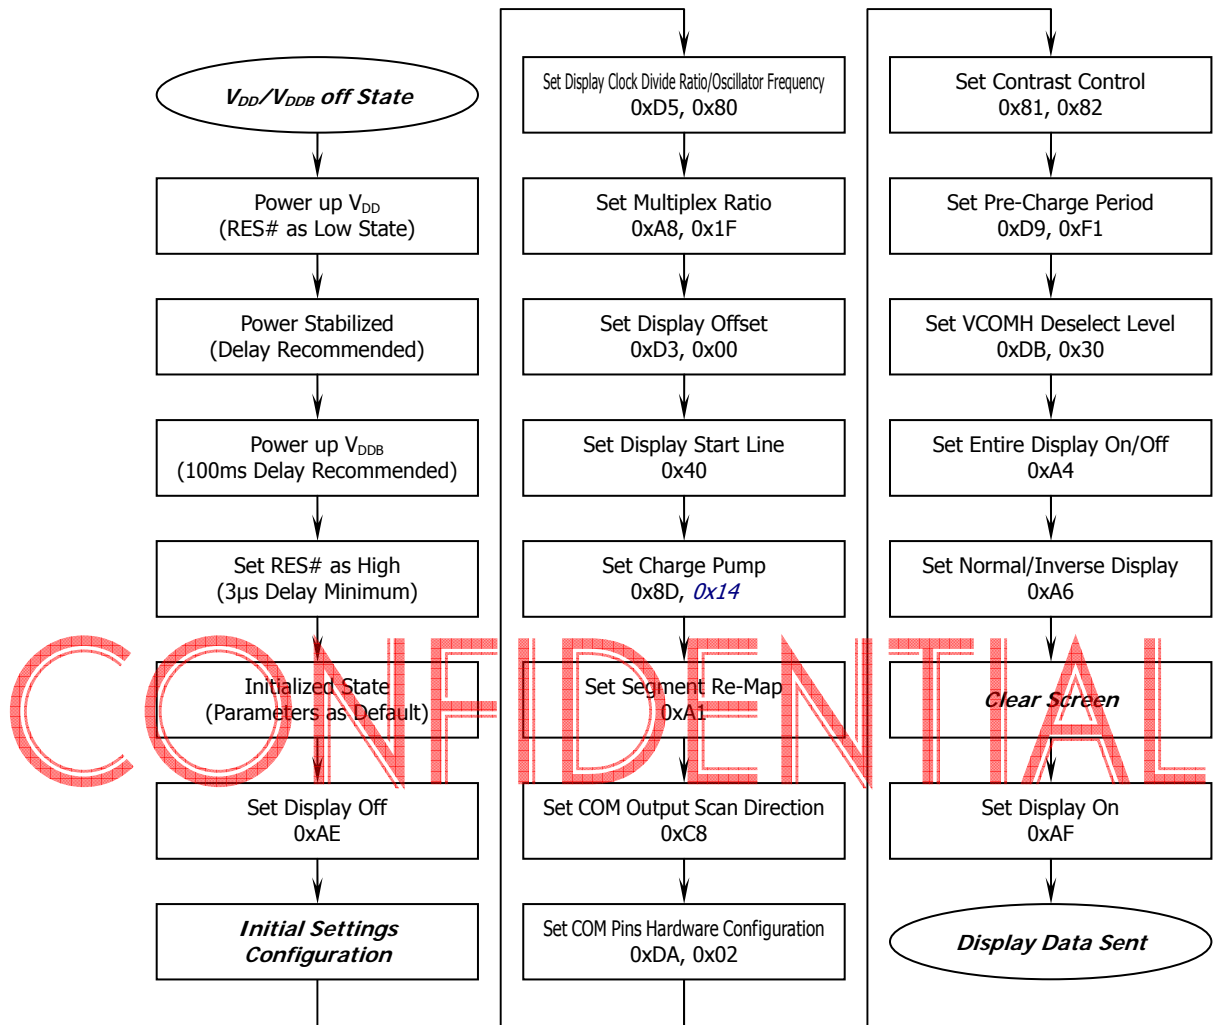 V_DD/V_DDB off State
Power up V_DD
(RES# as Low State)
Power Stabilized
(Delay Recommended)
Power up V_DDB
(100ms Delay Recommended)
Set RES# as High
(3µs Delay Minimum)
Initialized State
(Parameters as Default)
Set Display Off
0xAE
Initial Settings
Configuration
Set Display Clock Divide Ratio/Oscillator Frequency
0xD5, 0x80
Set Multiplex Ratio
0xA8, 0x1F
Set Display Offset
0xD3, 0x00
Set Display Start Line
0x40
Set Charge Pump
0x8D, 0x14
Set Segment Re-Map
0xA1
Set COM Output Scan Direction
0xC8
Set COM Pins Hardware Configuration
0xDA, 0x02
Set Contrast Control
0x81, 0x82
Set Pre-Charge Period
0xD9, 0xF1
Set VCOMH Deselect Level
0xDB, 0x30
Set Entire Display On/Off
0xA4
Set Normal/Inverse Display
0xA6
Clear Screen
Set Display On
0xAF
Display Data Sent
CONFIDENTIAL